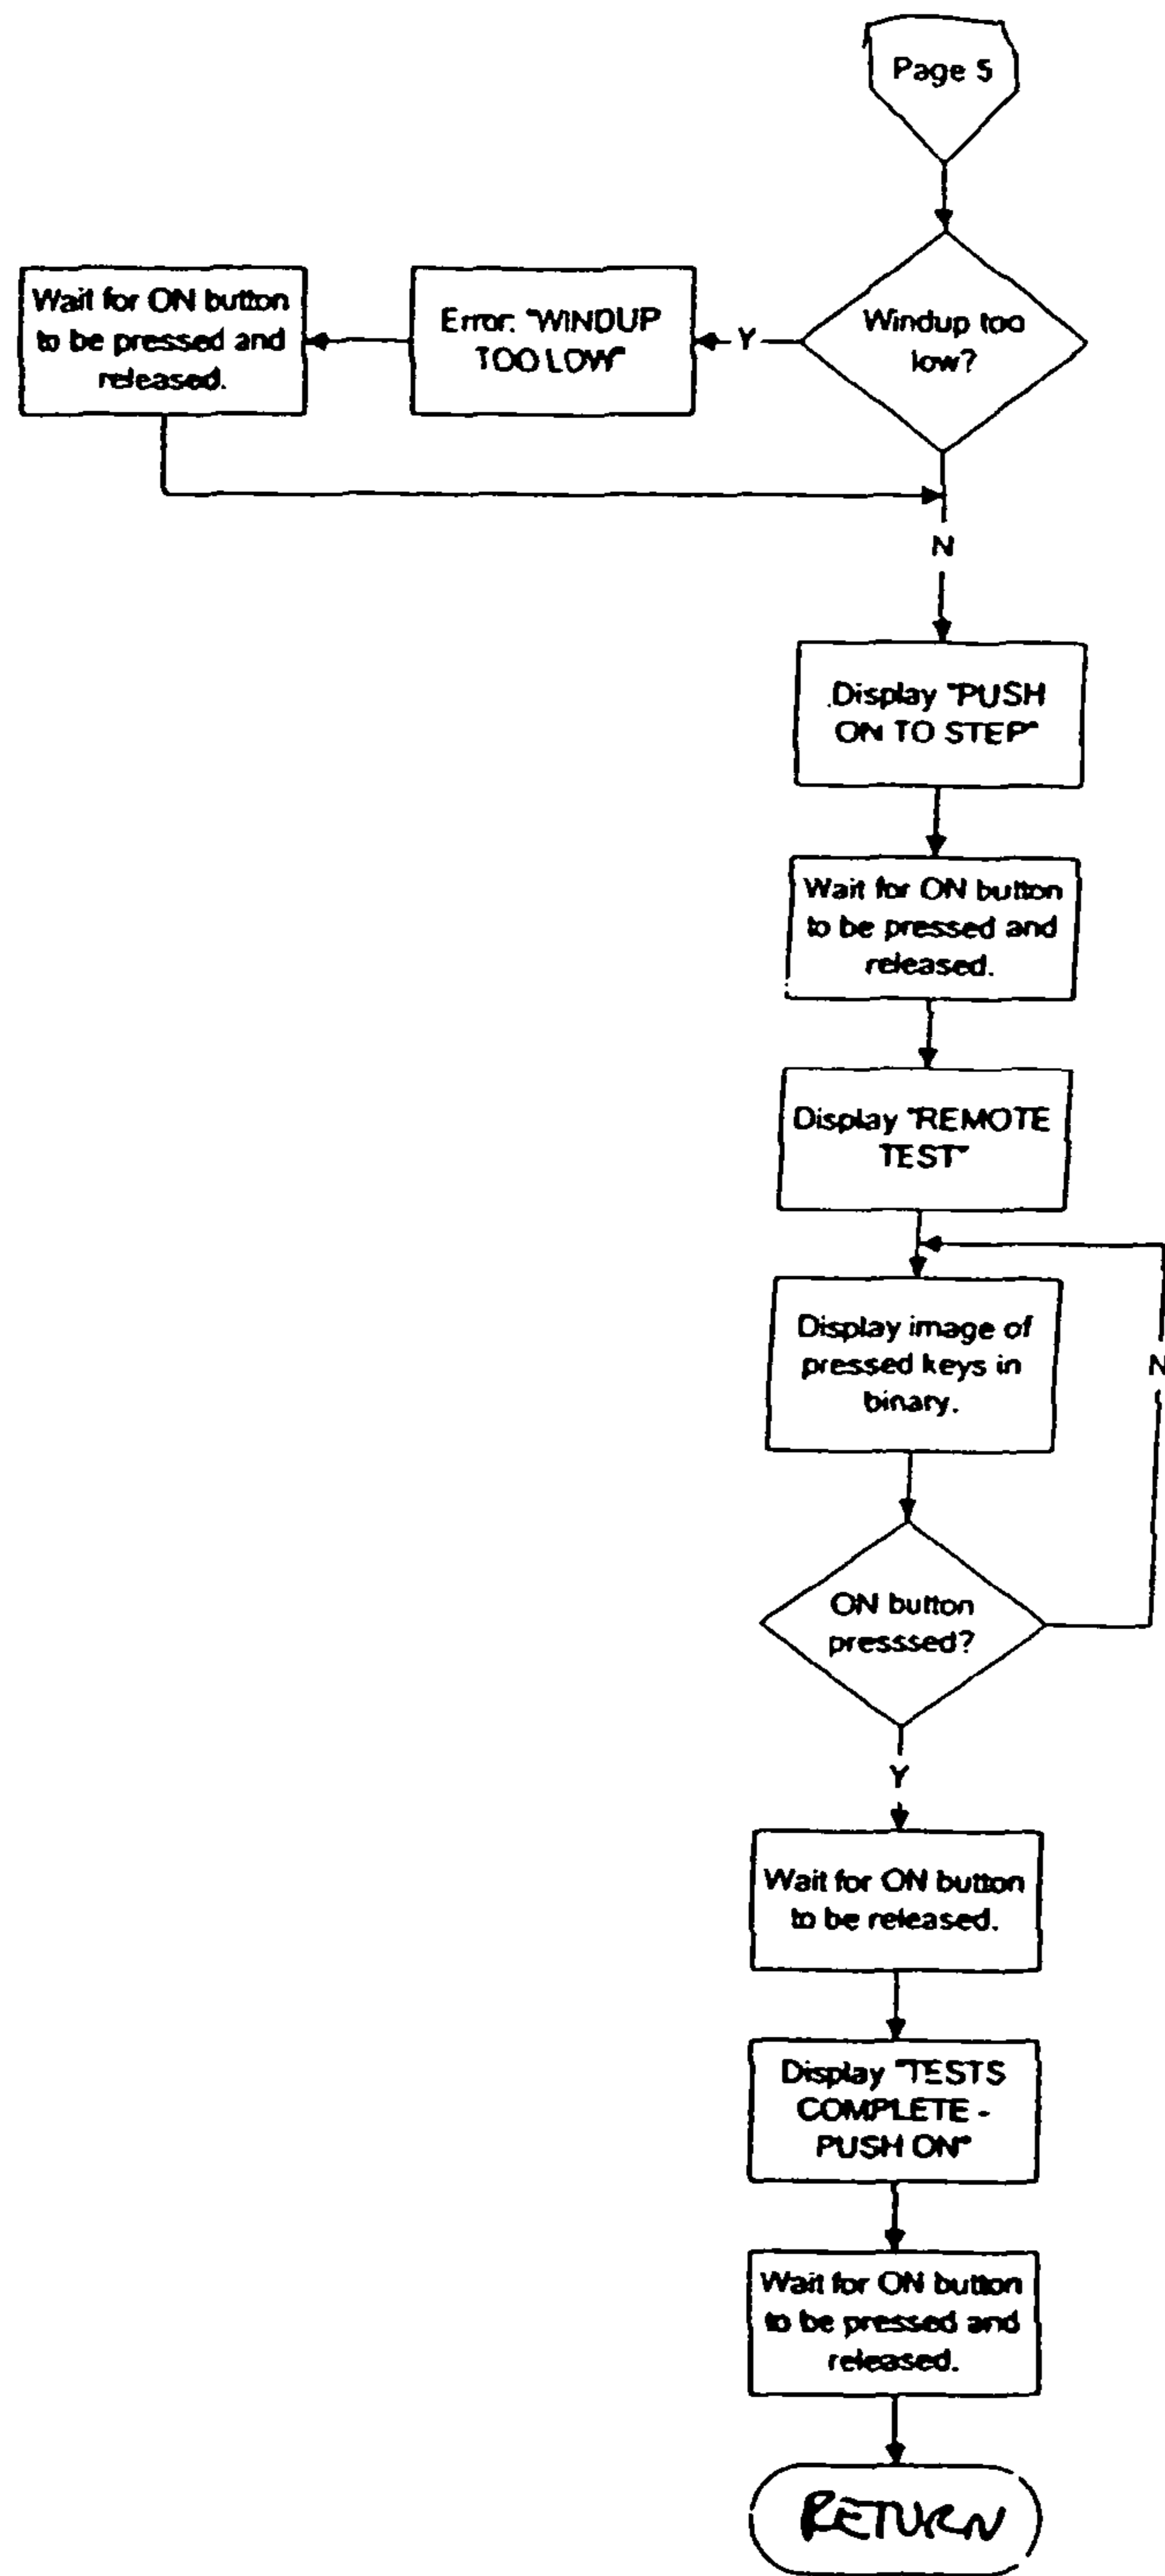 Page 5
Windup too
low?
Y
Error: "WINDUP
TOO LOW"
Wait for ON button
to be pressed and
released.
N
Display "PUSH
ON TO STEP"
Wait for ON button
to be pressed and
released.
Display "REMOTE
TEST"
Display image of
pressed keys in
binary.
N
ON button
presssed?
Y
Wait for ON button
to be released.
Display "TESTS
COMPLETE -
PUSH ON"
Wait for ON button
to be pressed and
released.
RETURN